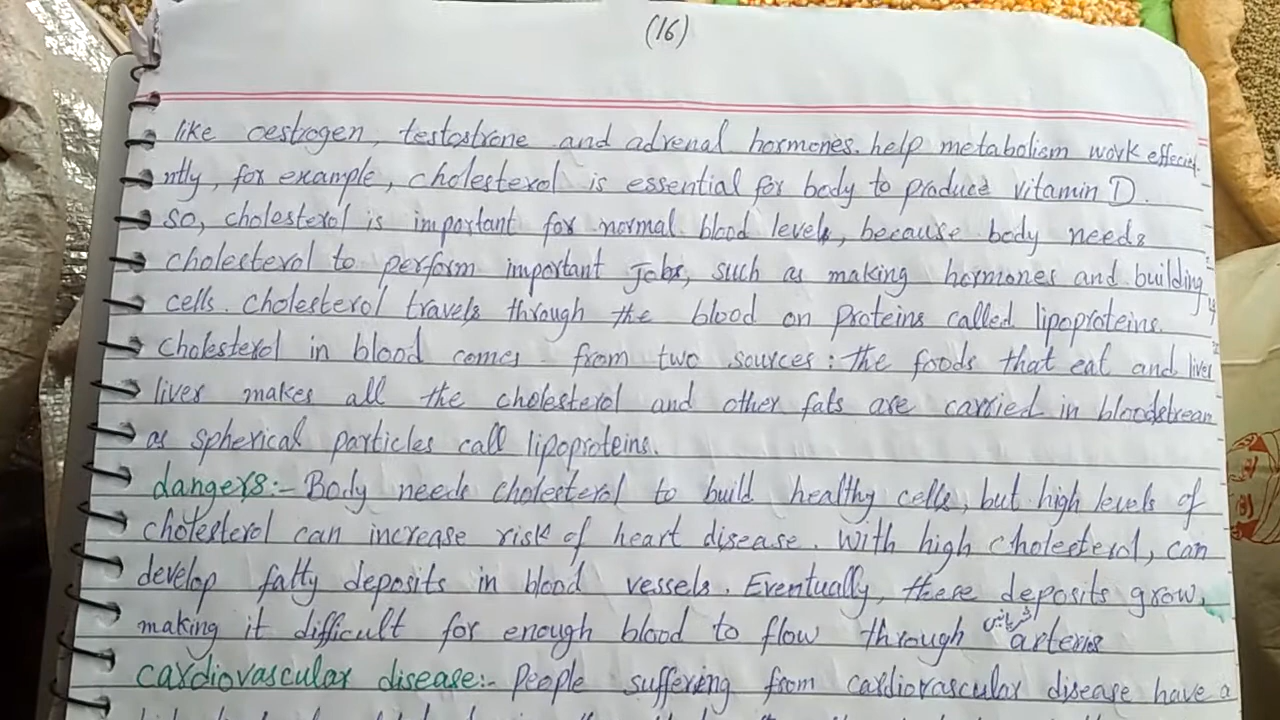 (16)
like oestrogen, testostrone and adrenal hormones. help metabolism work effecie
ntly, for example, cholesterol is essential for body to produce vitamin D.
so, cholesterol is important for normal blood levels, because body needs
cholesterol to perform important Jobs, such as making hormones and building
cells. Cholesterol travels through the blood on Proteins called lipoproteins.
Cholesterol in blood comes from two sources: the foods that eat and liver
liver makes all the cholesterol and other fats are carried in bloodstream
as spherical particles call lipoproteins.
dangers:- Body needs cholesterol to build healthy cells, but high levels of
cholesterol can increase risk of heart disease. With high cholesterol, can
develop fatty deposits in blood vessels. Eventually, these deposits grow,
making it difficult for enough blood to flow through arteries
cardiovascular disease:- People suffering from cardiovascular disease have a